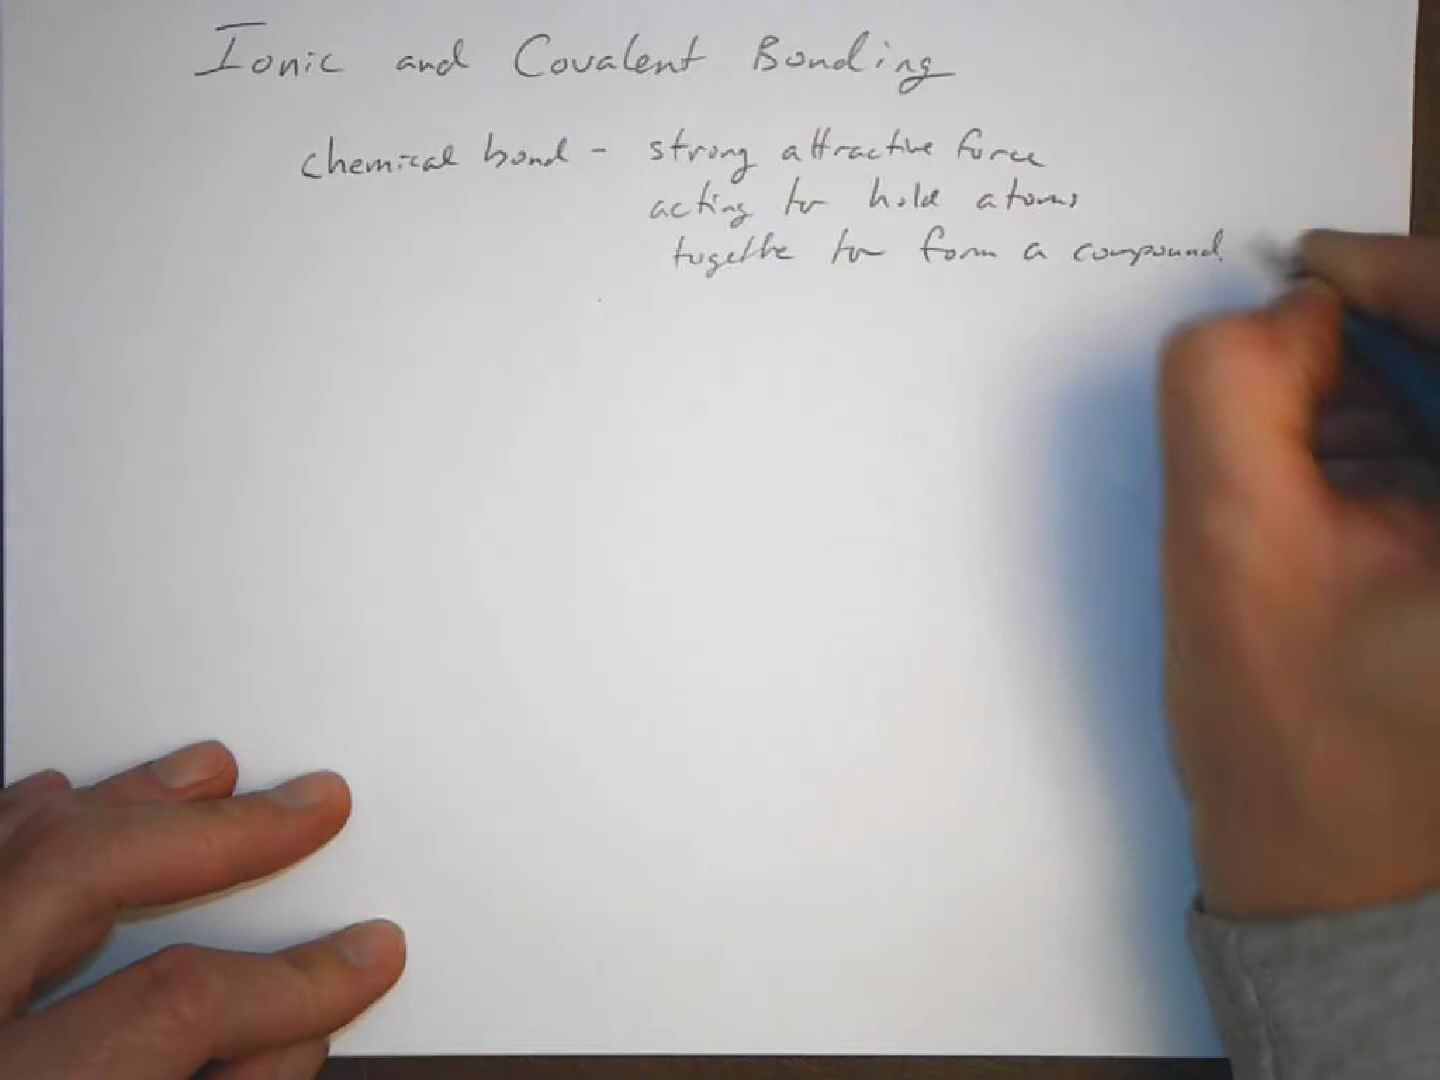 Ionic and Covalent Bonding
chemical bond - strong attractive force
acting to hold atoms
together to form a compound.